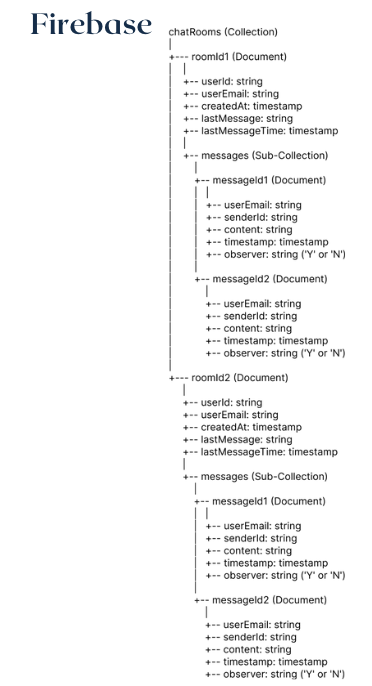 Firebase
chatRooms (Collection)
|
+--- roomId1 (Document)
| |
| +-- userId: string
| +-- userEmail: string
| +-- createdAt: timestamp
| +-- lastMessage: string
| +-- lastMessageTime: timestamp
| |
| +-- messages (Sub-Collection)
| |
| +-- messageId1 (Document)
| | |
| | +-- userEmail: string
| | +-- senderId: string
| | +-- content: string
| | +-- timestamp: timestamp
| | +-- observer: string ('Y' or 'N')
| |
| +-- messageId2 (Document)
| |
| +-- userEmail: string
| +-- senderId: string
| +-- content: string
| +-- timestamp: timestamp
| +-- observer: string ('Y' or 'N')
|
+--- roomId2 (Document)
|
+-- userId: string
+-- userEmail: string
+-- createdAt: timestamp
+-- lastMessage: string
+-- lastMessageTime: timestamp
|
+-- messages (Sub-Collection)
|
+-- messageId1 (Document)
| |
| +-- userEmail: string
| +-- senderId: string
| +-- content: string
| +-- timestamp: timestamp
| +-- observer: string ('Y' or 'N')
|
+-- messageId2 (Document)
|
+-- userEmail: string
+-- senderId: string
+-- content: string
+-- timestamp: timestamp
+-- observer: string ('Y' or 'N')